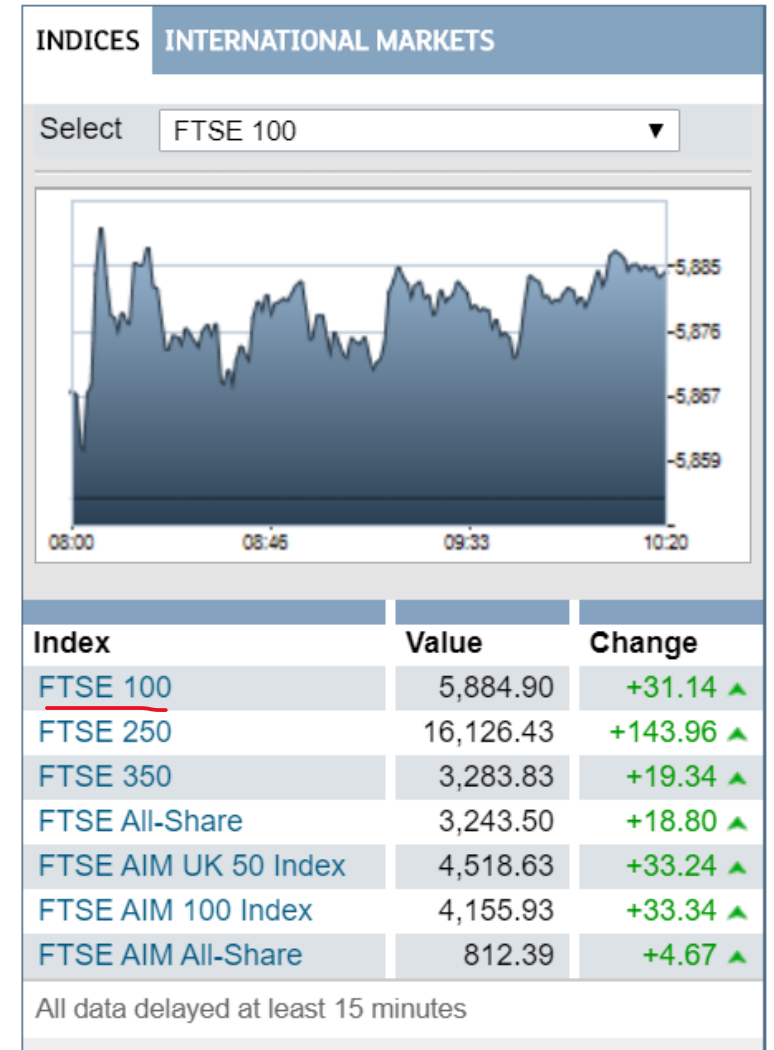 INDICES INTERNATIONAL MARKETS
Select FTSE 100
5,885
5,876
5,867
5,859
08:00 08:46 09:33 10:20
Index Value Change
FTSE 100 5,884.90 +31.14
FTSE 250 16,126.43 +143.96
FTSE 350 3,283.83 +19.34
FTSE All-Share 3,243.50 +18.80
FTSE AIM UK 50 Index 4,518.63 +33.24
FTSE AIM 100 Index 4,155.93 +33.34
FTSE AIM All-Share 812.39 +4.67
All data delayed at least 15 minutes